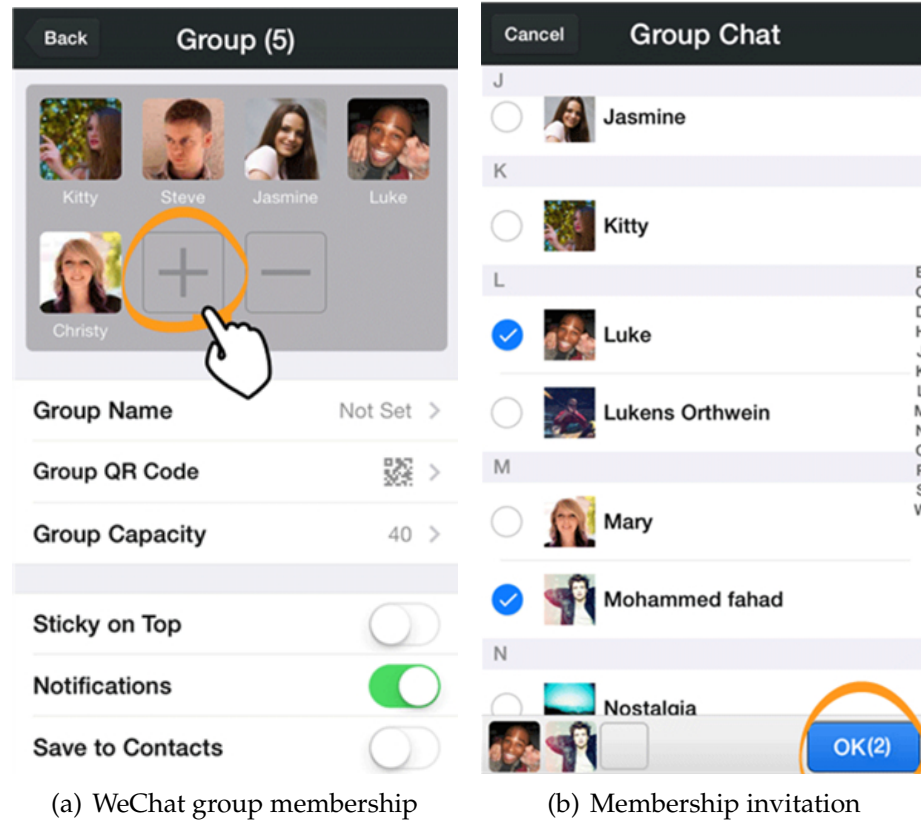 Back
Group (5)
Kitty
Steve
Jasmine
Luke
Christy
Group Name
Not Set
Group QR Code
Group Capacity
40
Sticky on Top
Notifications
Save to Contacts
(a) WeChat group membership
Cancel
Group Chat
J
Jasmine
K
Kitty
L
Luke
Lukens Orthwein
M
Mary
Mohammed fahad
N
Nostalgia
OK(2)
(b) Membership invitation